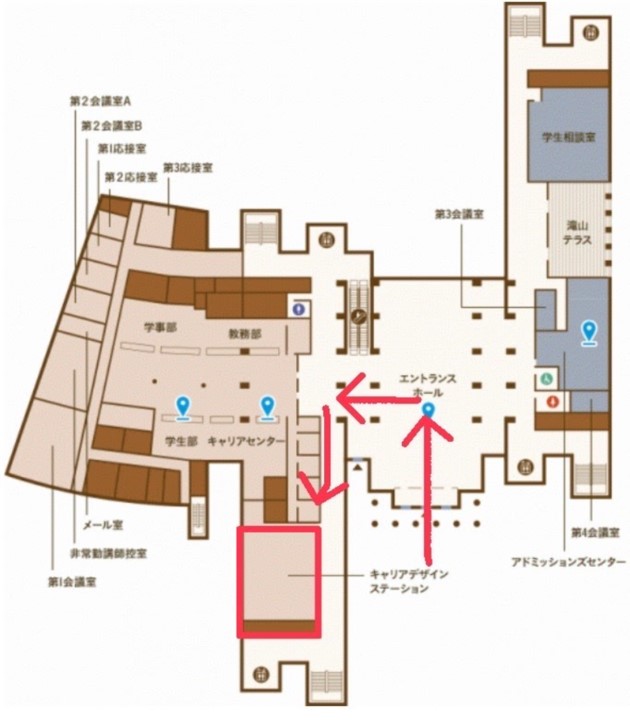 第2会議室A
第2会議室B
第1応接室
第2応接室
第3応接室
学生相談室
第3会議室
滝山
テラス
学事部
教務部
エントランス
ホール
学生部
キャリアセンター
メール室
非常勤講師控室
第1会議室
キャリアデザイン
ステーション
第4会議室
アドミッションズセンター